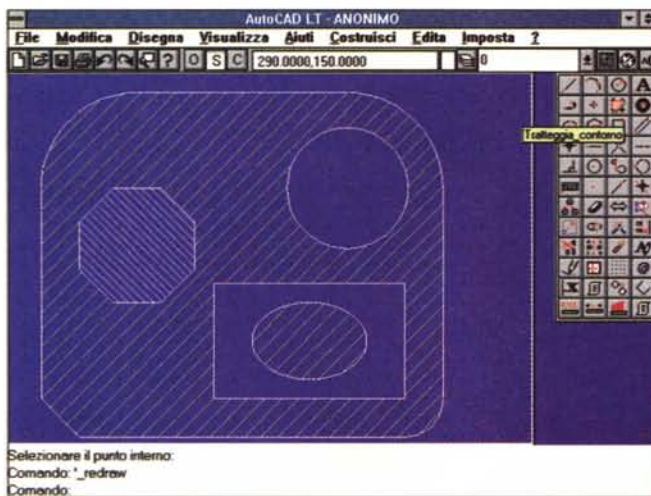 AutoCAD LT - ANONIMO
File Modifica Disegna Visualizza Aiuti Costruisci Edita Imposta ?
O S C 290.0000,150.0000 0
A
Tratteggia_contorno
Selezionare il punto interno:
Comando: '_redraw
Comando: